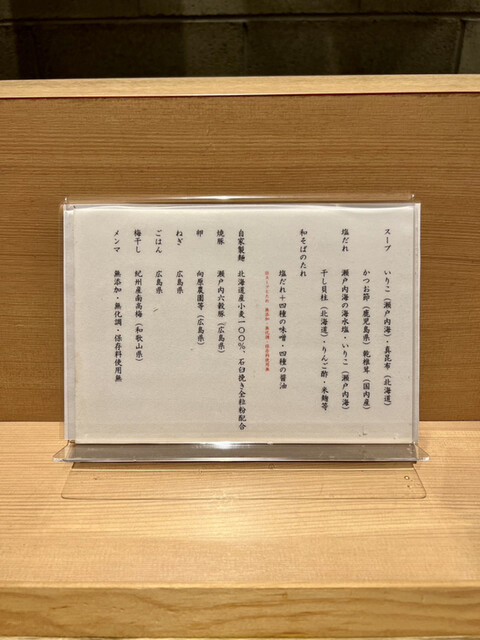 スープ　いりこ（瀬戸内海）・真昆布（北海道）
かつお節（鹿児島県）乾椎茸（国内産）
塩だれ　瀬戸内海の海水塩・いりこ（瀬戸内海）
干し貝柱（北海道）・りんご酢・米麹等
和そばのたれ
塩だれ＋四種の味噌・四種の醤油
自家製麺　北海道産小麦一〇〇％、石臼挽き全粒粉配合
焼豚　瀬戸内六穀豚（広島県）
卵　向原農園等（広島県）
ねぎ　広島県
ごはん　広島県
梅干し　紀州産南高梅（和歌山県）
メンマ　無添加・無化調・保存料使用無